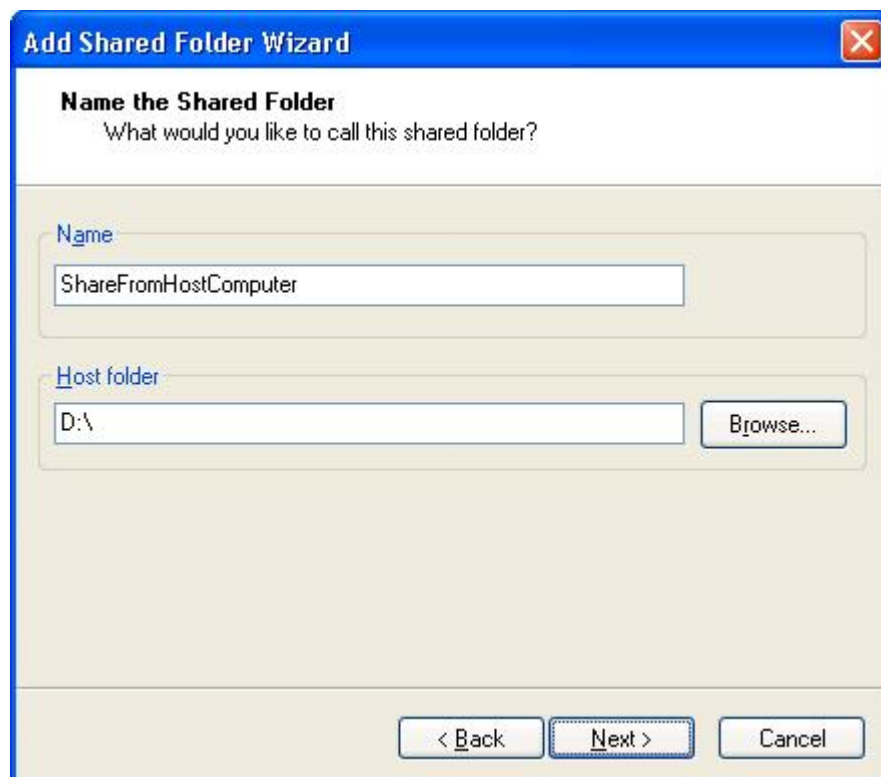 Add Shared Folder Wizard
Name the Shared Folder
What would you like to call this shared folder?
Name
ShareFromHostComputer
Host folder
D:\
Browse...
< Back
Next >
Cancel